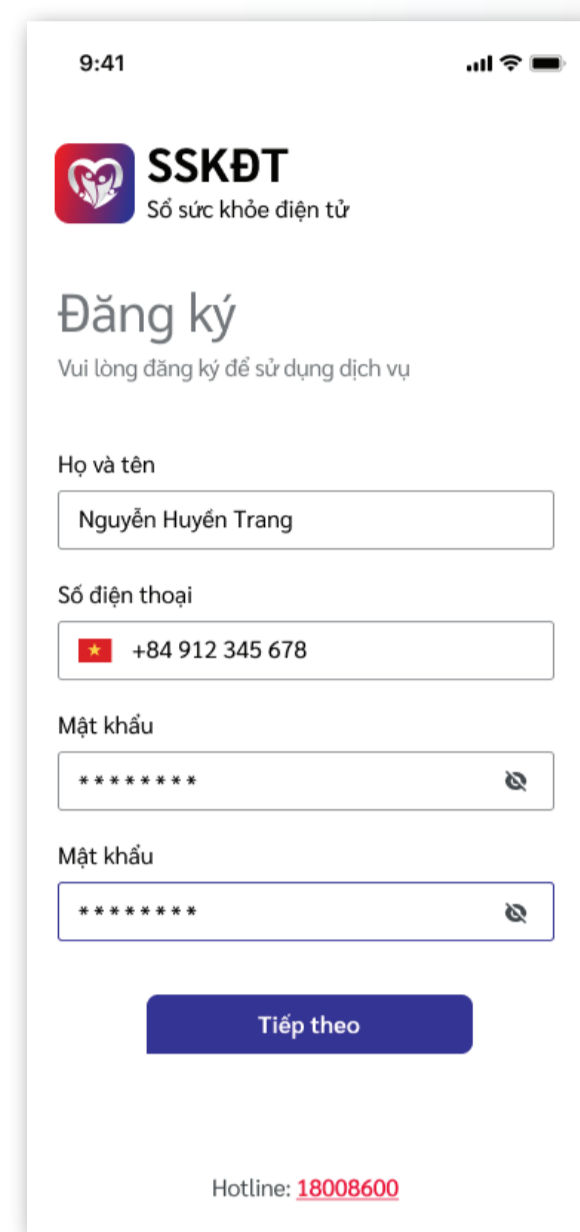 9:41
SSKĐT
Sổ sức khỏe điện tử
Đăng ký
Vui lòng đăng ký để sử dụng dịch vụ
Họ và tên
Nguyễn Huyến Trang
Số điện thoại
+84 912 345 678
Mật khẩu
********
Mật khẩu
********
Tiếp theo
Hotline: 18008600